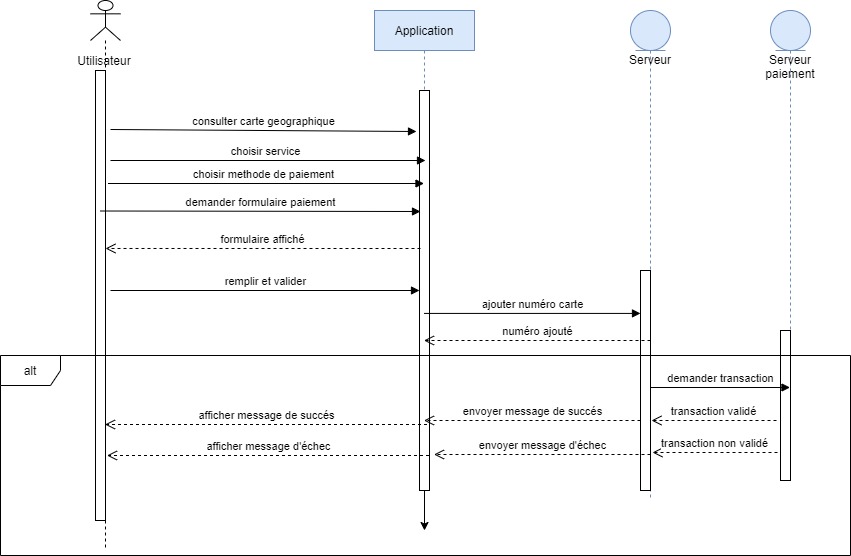 Utilisateur
Application
Serveur
Serveur
paiement
consulter carte geographique
choisir service
choisir methode de paiement
demander formulaire paiement
formulaire affiché
remplir et valider
ajouter numéro carte
numéro ajouté
alt
demander transaction
afficher message de succés
envoyer message de succés
transaction validé
afficher message d'échec
envoyer message d'échec
transaction non validé